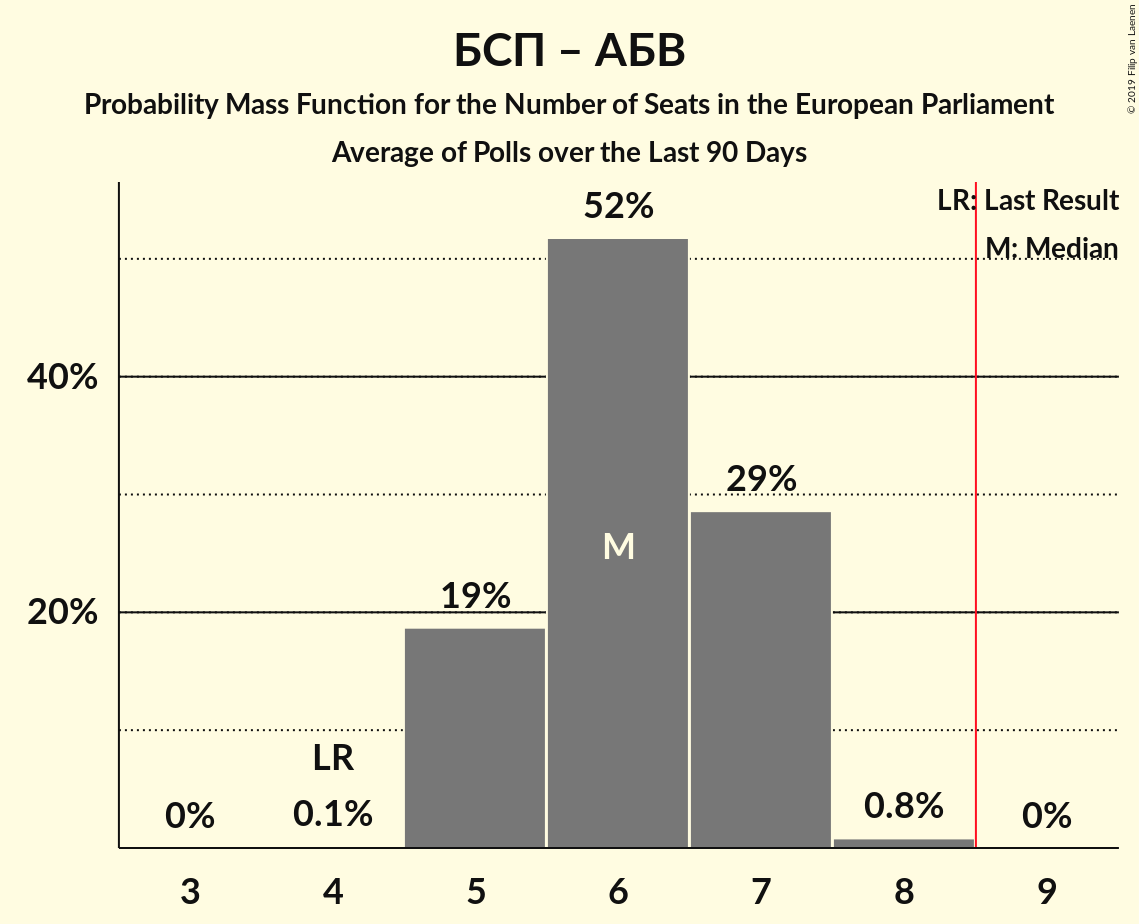 БСП – АБВ
Probability Mass Function for the Number of Seats in the European Parliament
Average of Polls over the Last 90 Days
© 2019 Filip van Laenen
LR: Last Result
M: Median
52%
40%
29%
M
19%
20%
LR
0% 0.1% 0.8% 0%
3 4 5 6 7 8 9